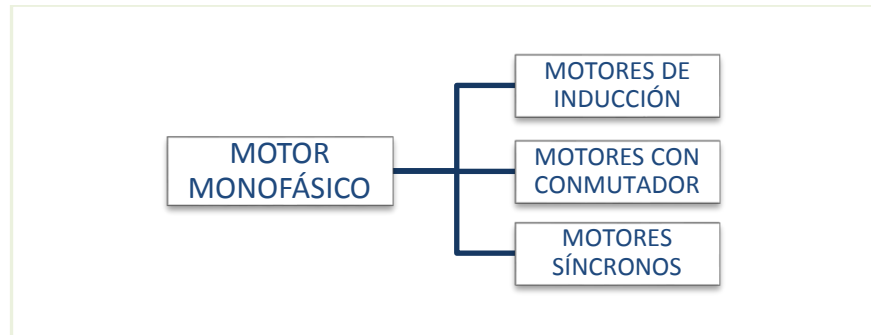 MOTOR
MONOFÁSICO
MOTORES DE
INDUCCIÓN
MOTORES CON
CONMUTADOR
MOTORES
SÍNCRONOS